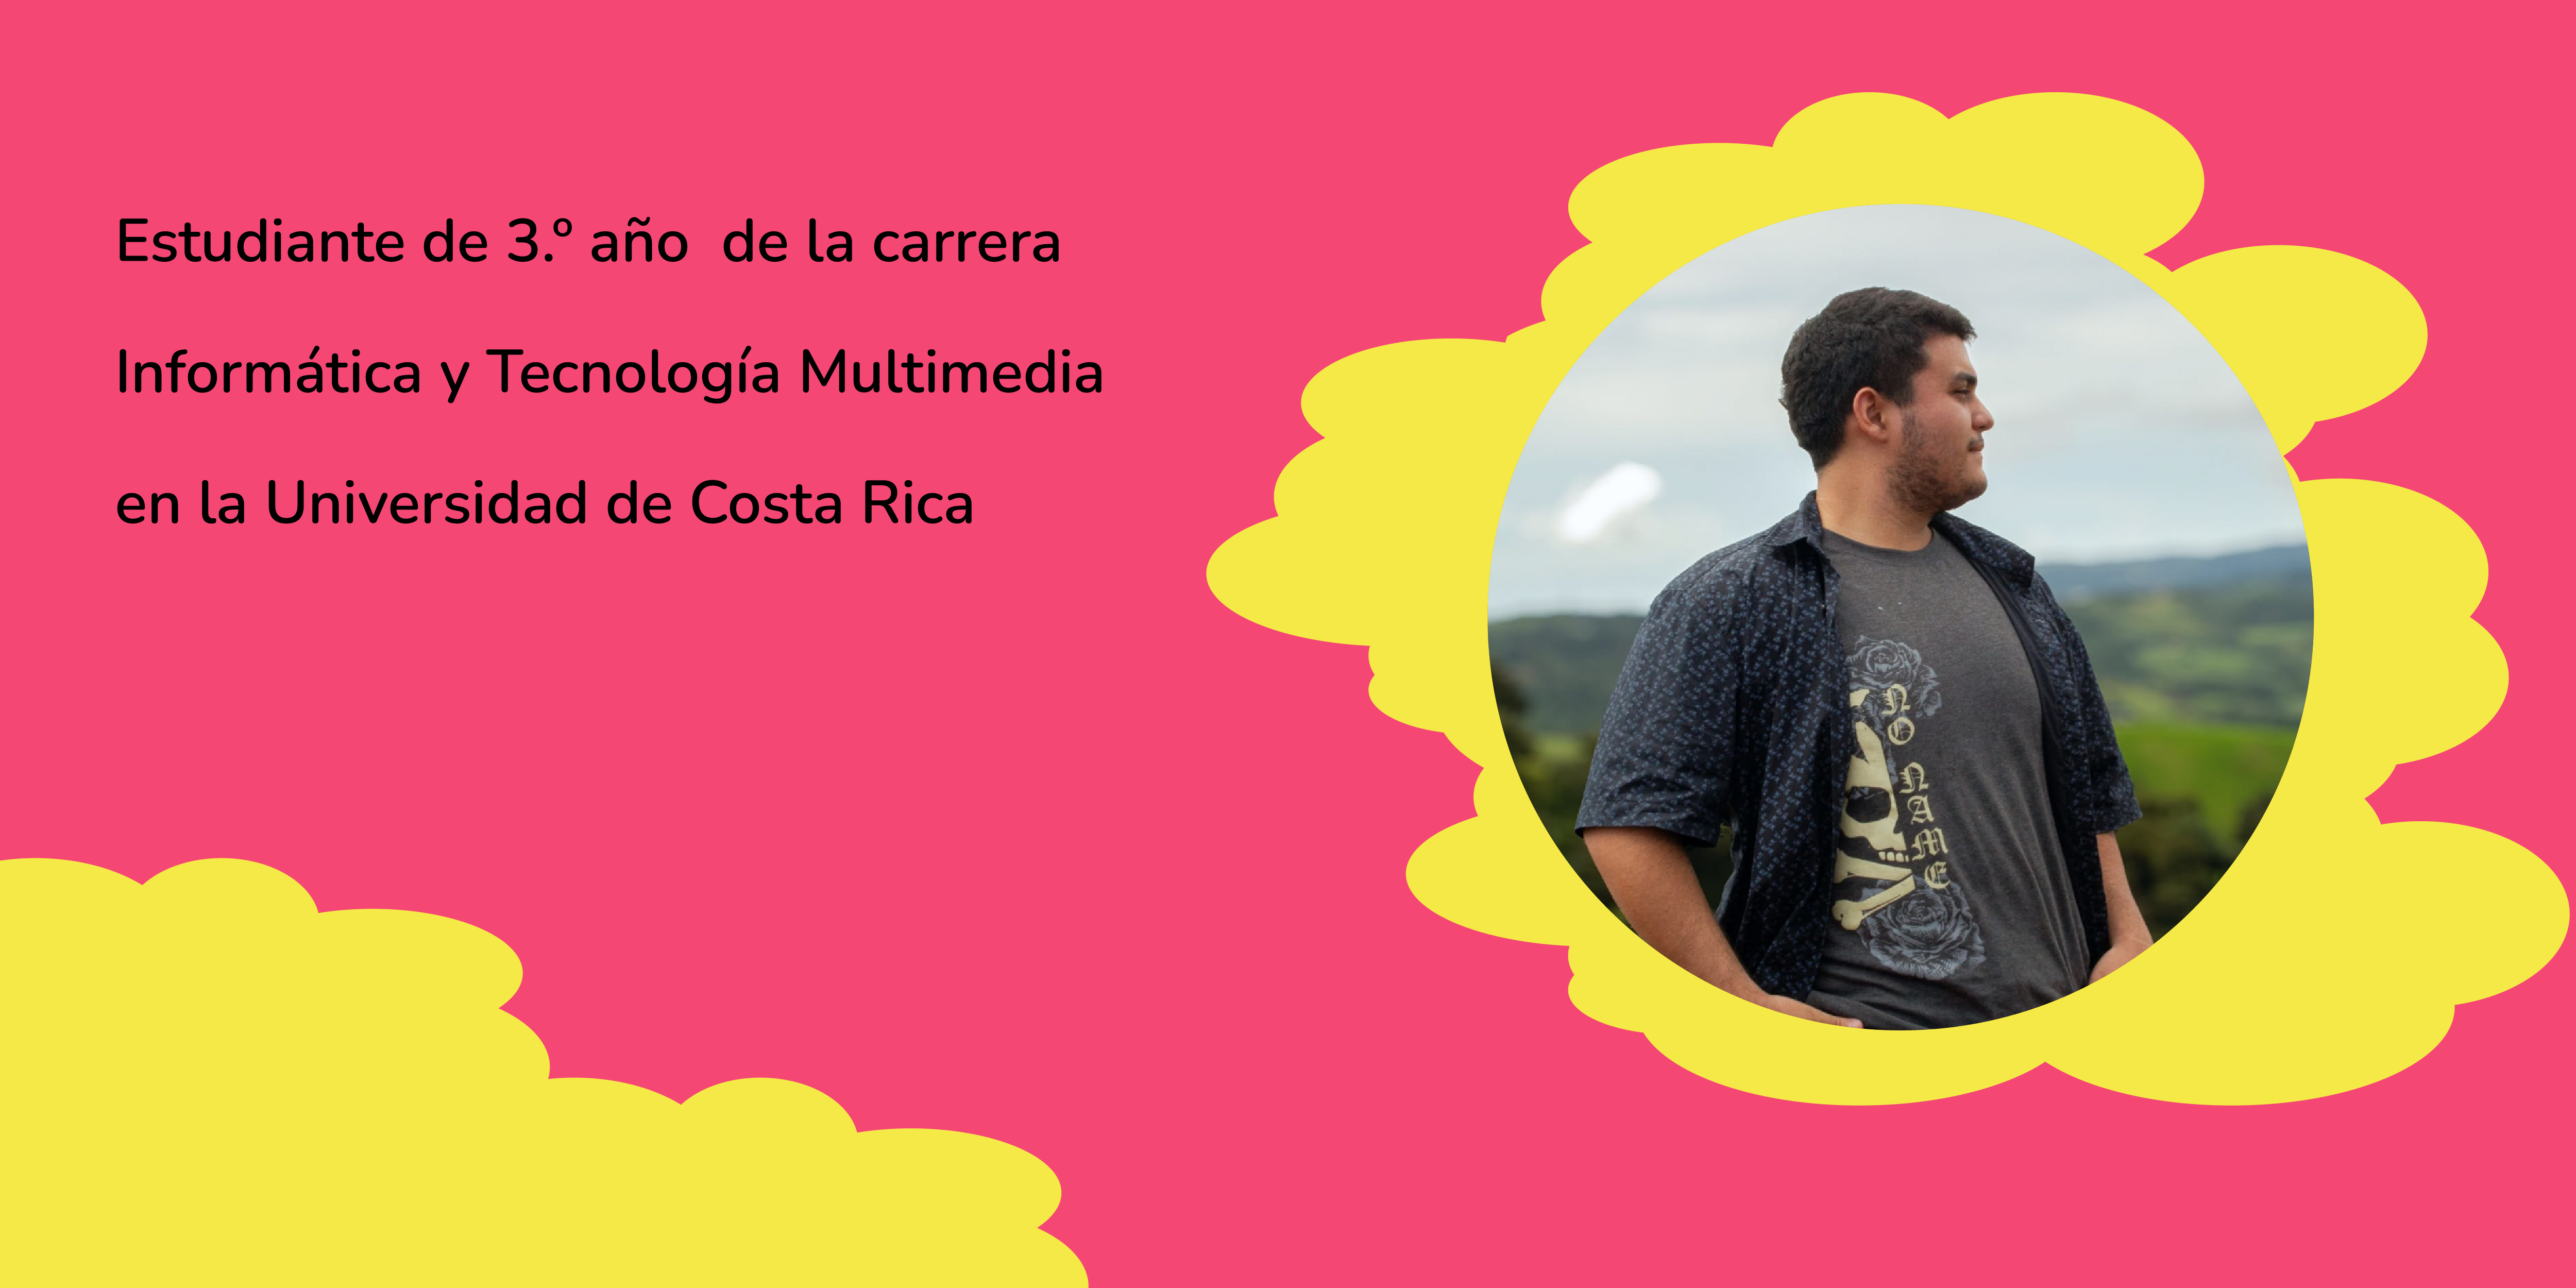 Estudiante de 3.º año  de la carrera
Informática y Tecnología Multimedia
en la Universidad de Costa Rica
NO NAME